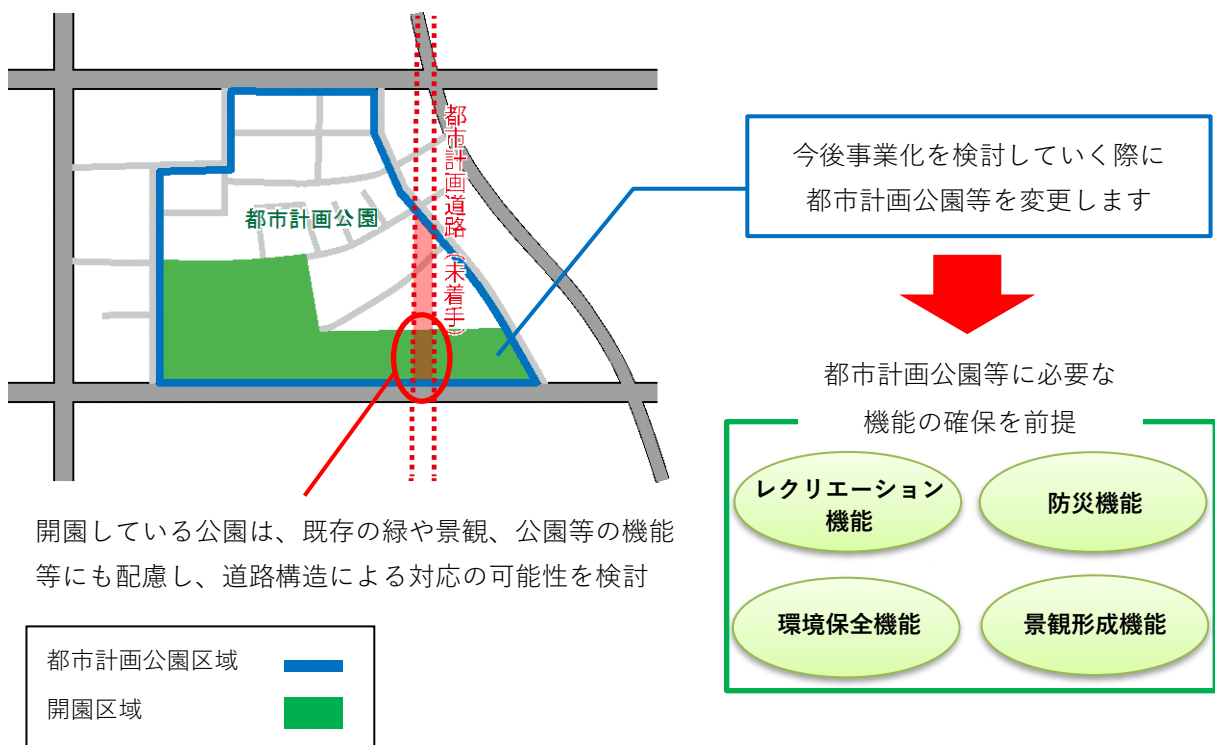 都市計画道路（未着手）
都市計画公園
今後事業化を検討していく際に
都市計画公園等を変更します
都市計画公園等に必要な
機能の確保を前提
レクリエーション
機能
防災機能
環境保全機能
景観形成機能
開園している公園は、既存の緑や景観、公園等の機能
等にも配慮し、道路構造による対応の可能性を検討
都市計画公園区域
開園区域